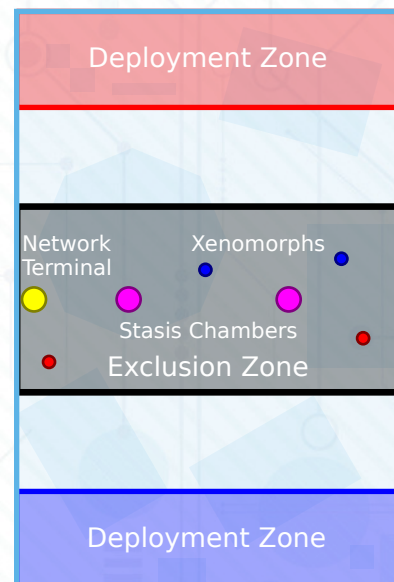 Deployment Zone
Network
Terminal
Xenomorphs
Stasis Chambers
Exclusion Zone
Deployment Zone